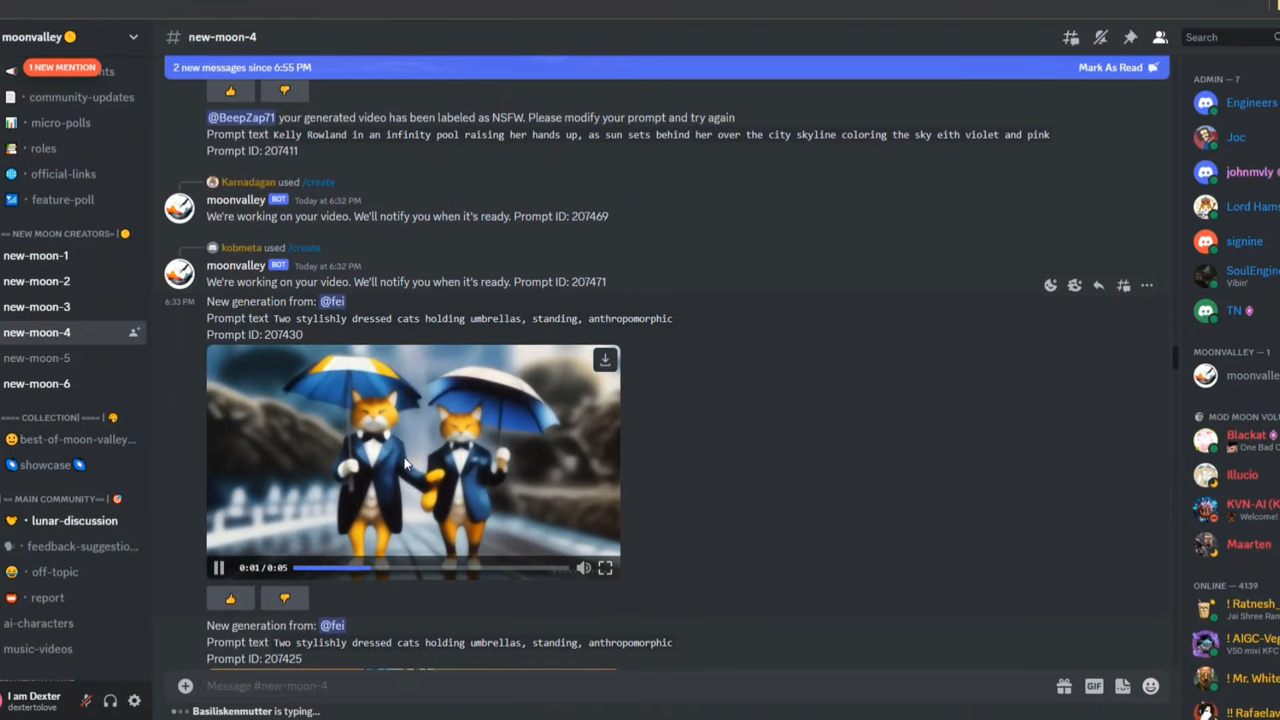 moonvalley
new-moon-4
Search
1 NEW MENTION
nts
2 new messages since 6:55 PM
Mark As Read
community-updates
micro-polls
roles
official-links
feature-poll
NEW MOON CREATORS
new-moon-1
new-moon-2
new-moon-3
new-moon-4
new-moon-5
new-moon-6
==== COLLECTION| ====|
best-of-moon-valley...
showcase
== MAIN COMMUNITY== |
lunar-discussion
feedback-suggestio...
off-topic
report
ai-characters
music-videos
I am Dexter
dextertolove
@BeepZap71 your generated video has been labeled as NSFW. Please modify your prompt and try again
Prompt text Kelly Rowland in an infinity pool raising her hands up, as sun sets behind her over the city skyline coloring the sky eith violet and pink
Prompt ID: 207411
Karnadagan used /create
moonvalley BOT Today at 6:32 PM
We're working on your video. We'll notify you when it's ready. Prompt ID: 207469
kobmeta used /create
moonvalley BOT Today at 6:32 PM
We're working on your video. We'll notify you when it's ready. Prompt ID: 207471
6:33 PM New generation from: @fei
Prompt text Two stylishly dressed cats holding umbrellas, standing, anthropomorphic
Prompt ID: 207430
0:01/0:05
New generation from: @fei
Prompt text Two stylishly dressed cats holding umbrellas, standing, anthropomorphic
Prompt ID: 207425
Message #new-moon-4
GIF
Basiliskenmutter is typing...
ADMIN — 7
Engineers
Joc
johnmvly
Lord Hams
signine
SoulEngin
Vibin'
TN
MOONVALLEY — 1
moonvalle
MOD MOON VOL
Blackat
One Bad C
Illucio
KVN-AI (K
Welcome!
Maarten
ONLINE — 4139
! Ratnesh_
Jai Shree Ran
! AIGC-Veg
V50 mixi KFC
! Mr. White
!! Rafaelav